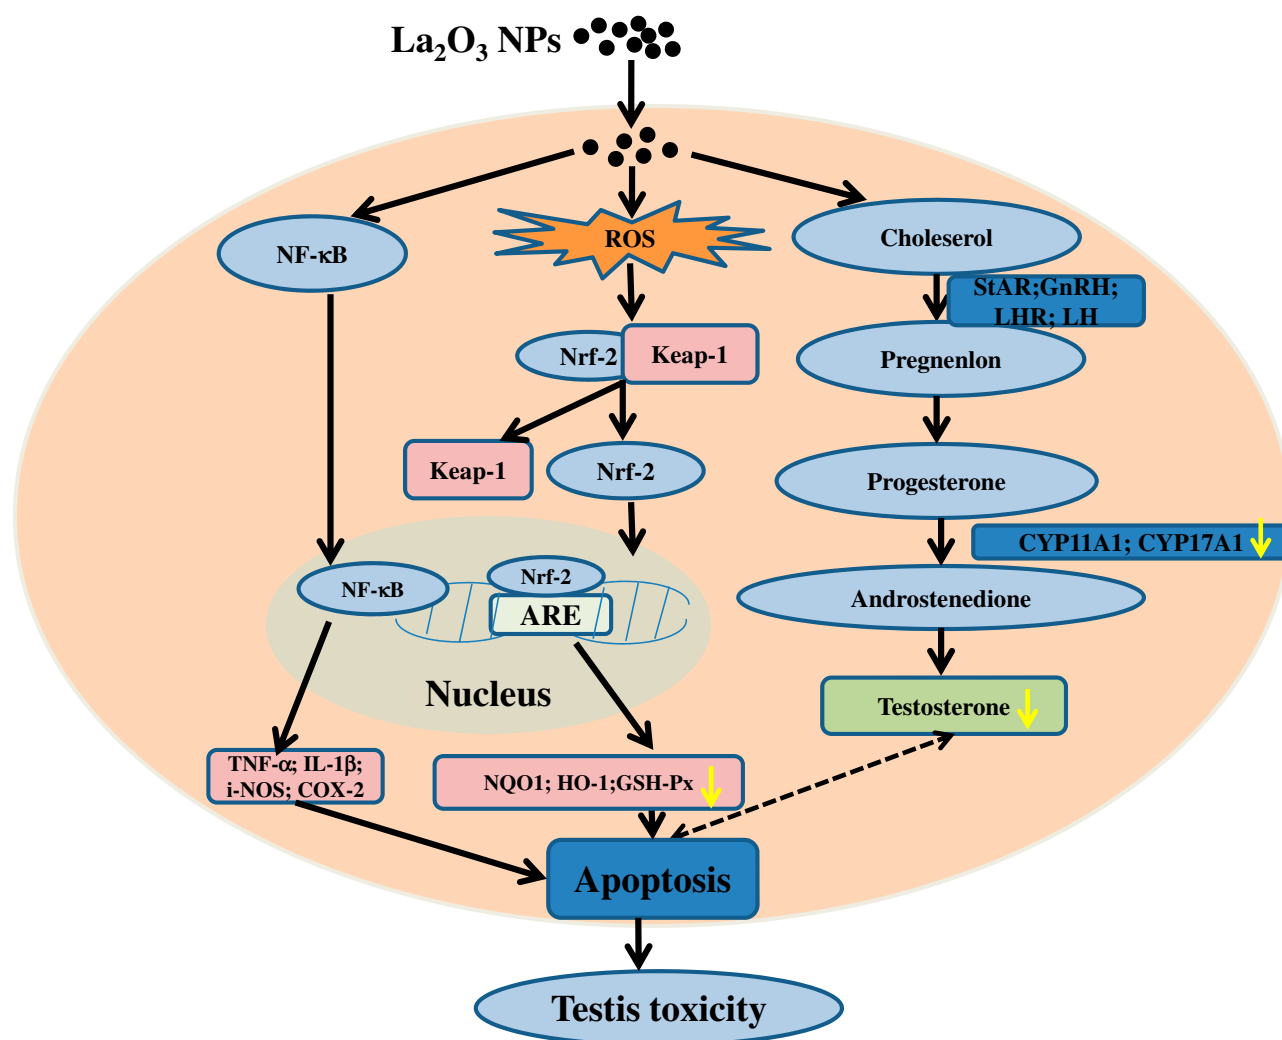 La₂O₃ NPs
NF-κB
ROS
Choleserol
StAR;GnRH;
LHR; LH
Nrf-2
Keap-1
Pregnenlon
Keap-1
Nrf-2
Progesterone
CYP11A1; CYP17A1
NF-κB
Nrf-2
ARE
Androstenedione
Nucleus
Testosterone
TNF-α; IL-1β;
i-NOS; COX-2
NQO1; HO-1;GSH-Px
Apoptosis
Testis toxicity